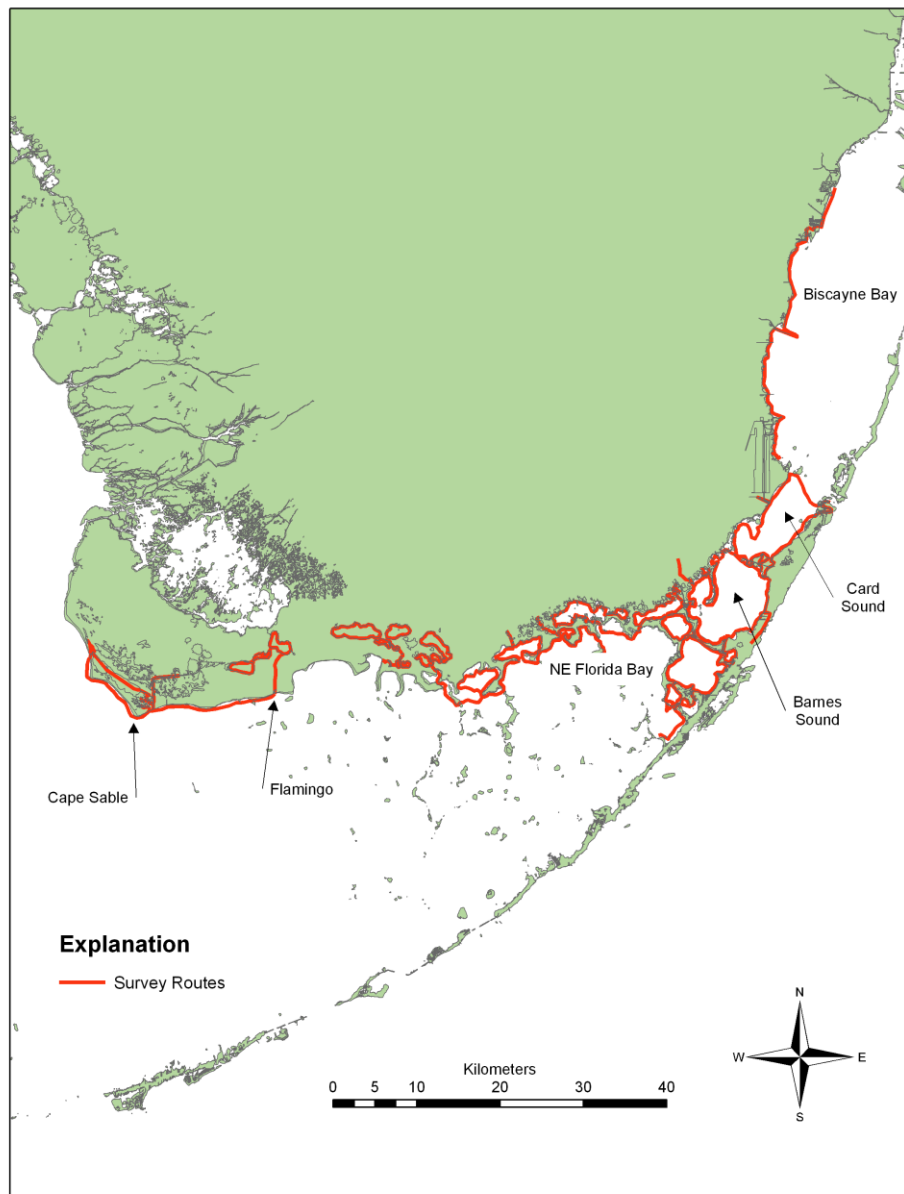 Biscayne Bay
Card
Sound
NE Florida Bay
Barnes
Sound
Flamingo
Cape Sable
Explanation
Survey Routes
N
W
E
S
Kilometers
0 5 10 20 30 40